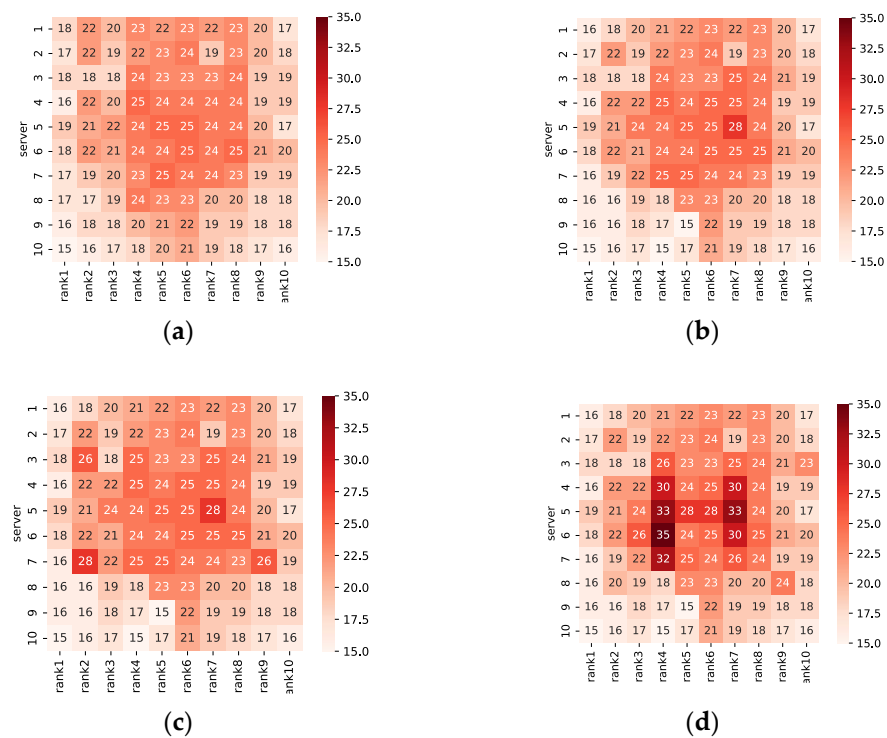 1 18 22 20 23 22 23 22 23 20 17
2 17 22 19 22 23 24 19 23 20 18
3 18 18 18 24 23 23 23 24 19 19
4 16 22 20 25 24 24 24 24 19 19
5 19 21 22 24 25 25 24 24 20 17
6 18 22 21 24 24 25 24 25 21 20
7 17 19 20 23 25 24 24 23 19 19
8 17 17 19 24 23 23 20 20 18 18
9 16 18 18 20 21 22 19 19 18 18
10 15 16 17 18 20 21 19 18 17 16
server
rank1 rank2 rank3 rank4 rank5 rank6 rank7 rank8 rank9 ank10
35.0
32.5
30.0
27.5
25.0
22.5
20.0
17.5
15.0
(a)
1 16 18 20 21 22 23 22 23 20 17
2 17 22 19 22 23 24 19 23 20 18
3 18 18 18 24 23 23 25 24 21 19
4 16 22 22 25 24 25 25 24 19 19
5 19 21 24 24 25 25 28 24 20 17
6 18 22 21 24 24 25 25 25 21 20
7 16 19 22 25 25 24 24 23 19 19
8 16 16 19 18 23 23 20 20 18 18
9 16 16 18 17 15 22 19 19 18 18
10 15 16 17 15 17 21 19 18 17 16
server
rank1 rank2 rank3 rank4 rank5 rank6 rank7 rank8 rank9 ank10
35.0
32.5
30.0
27.5
25.0
22.5
20.0
17.5
15.0
(b)
1 16 18 20 21 22 23 22 23 20 17
2 17 22 19 22 23 24 19 23 20 18
3 18 26 18 25 23 23 25 24 21 19
4 16 22 22 25 24 25 25 24 19 19
5 19 21 24 24 25 25 28 24 20 17
6 18 22 21 24 24 25 25 25 21 20
7 16 28 22 25 25 24 24 23 26 19
8 16 16 19 18 23 23 20 20 18 18
9 16 16 18 17 15 22 19 19 18 18
10 15 16 17 15 17 21 19 18 17 16
server
rank1 rank2 rank3 rank4 rank5 rank6 rank7 rank8 rank9 ank10
35.0
32.5
30.0
27.5
25.0
22.5
20.0
17.5
15.0
(c)
1 16 18 20 21 22 23 22 23 20 17
2 17 22 19 22 23 24 19 23 20 18
3 18 18 18 26 23 23 25 24 21 23
4 16 22 22 30 24 25 30 24 19 19
5 19 21 24 33 28 28 33 24 20 17
6 18 22 26 35 24 25 30 25 21 20
7 16 19 22 32 25 24 26 24 19 19
8 16 20 19 18 23 23 20 20 24 18
9 16 16 18 17 15 22 19 19 18 18
10 15 16 17 15 17 21 19 18 17 16
server
rank1 rank2 rank3 rank4 rank5 rank6 rank7 rank8 rank9 ank10
35.0
32.5
30.0
27.5
25.0
22.5
20.0
17.5
15.0
(d)